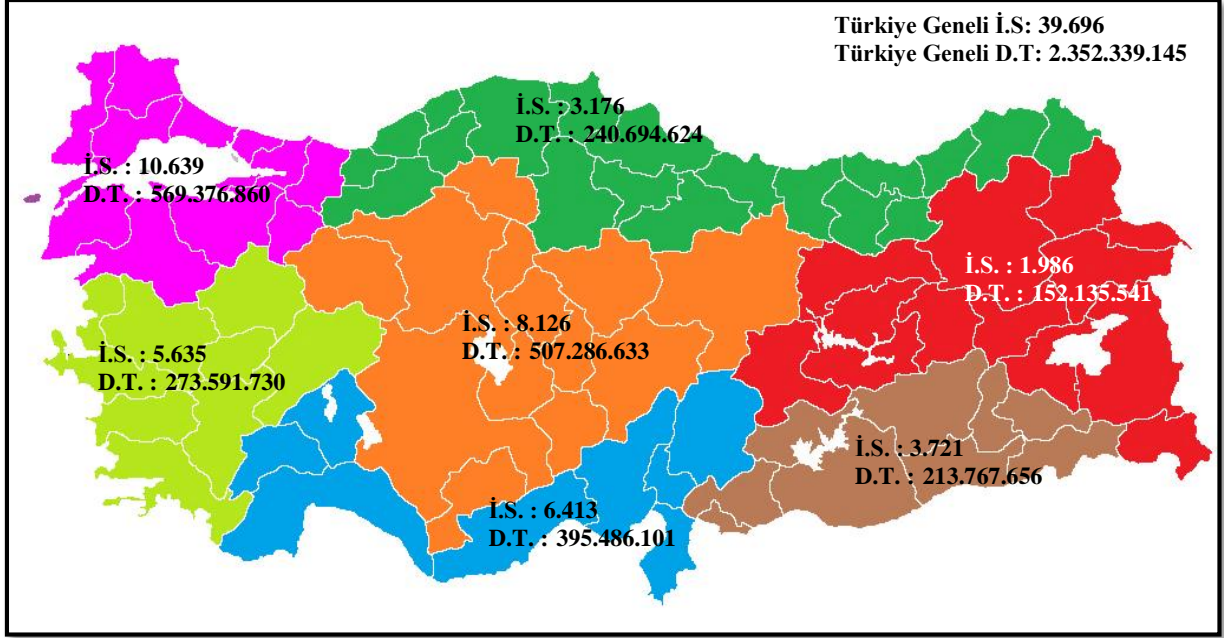 Türkiye Geneli İ.S: 39.696
Türkiye Geneli D.T: 2.352.339.145
İ.S. : 3.176
D.T. : 240.694.624
İ.S. : 10.639
D.T. : 569.376.860
İ.S. : 1.986
D.T. : 152.135.541
İ.S. : 8.126
D.T. : 507.286.633
İ.S. : 5.635
D.T. : 273.591.730
İ.S. : 3.721
D.T. : 213.767.656
İ.S. : 6.413
D.T. : 395.486.101